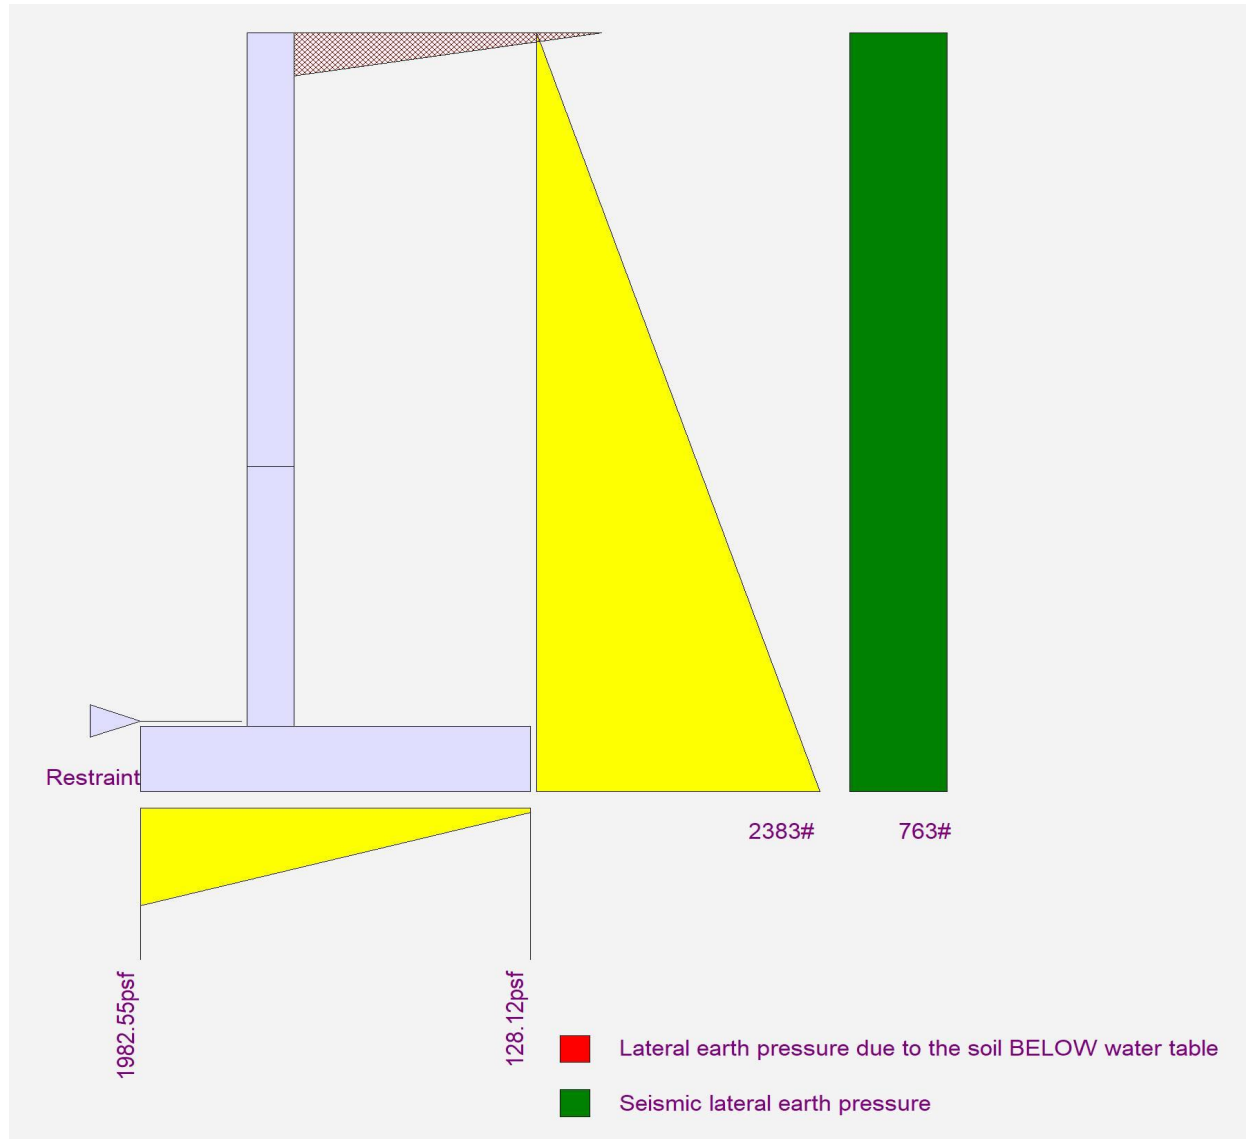 Restraint
2383#
763#
1982.55psf
128.12psf
Lateral earth pressure due to the soil BELOW water table
Seismic lateral earth pressure